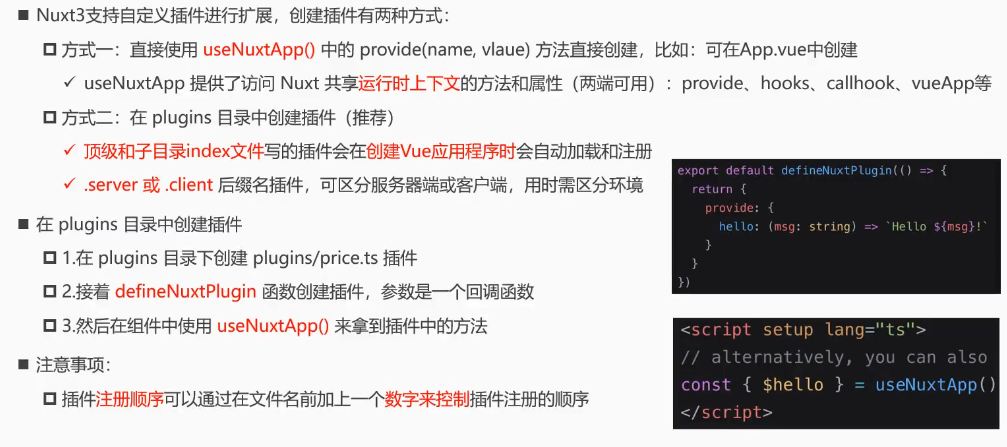 ■ Nuxt3支持自定义插件进行扩展，创建插件有两种方式：
方式一：直接使用 useNuxtApp() 中的 provide(name, vlaue) 方法直接创建，比如：可在App.vue中创建
✓ useNuxtApp 提供了访问 Nuxt 共享运行时上下文的方法和属性（两端可用）：provide、hooks、callhook、vueApp等
方式二：在 plugins 目录中创建插件（推荐）
✓ 顶级和子目录index文件写的插件会在创建Vue应用程序时会自动加载和注册
✓ .server 或 .client 后缀名插件，可区分服务器端或客户端，用时需区分环境
■ 在 plugins 目录中创建插件
1.在 plugins 目录下创建 plugins/price.ts 插件
2.接着 defineNuxtPlugin 函数创建插件，参数是一个回调函数
3.然后在组件中使用 useNuxtApp() 来拿到插件中的方法
■ 注意事项：
插件注册顺序可以通过在文件名前加上一个数字来控制插件注册的顺序
export default defineNuxtPlugin(() => {
return {
provide: {
hello: (msg: string) => `Hello ${msg}!`
}
}
})
<script setup lang="ts">
// alternatively, you can also
const { $hello } = useNuxtApp()
</script>